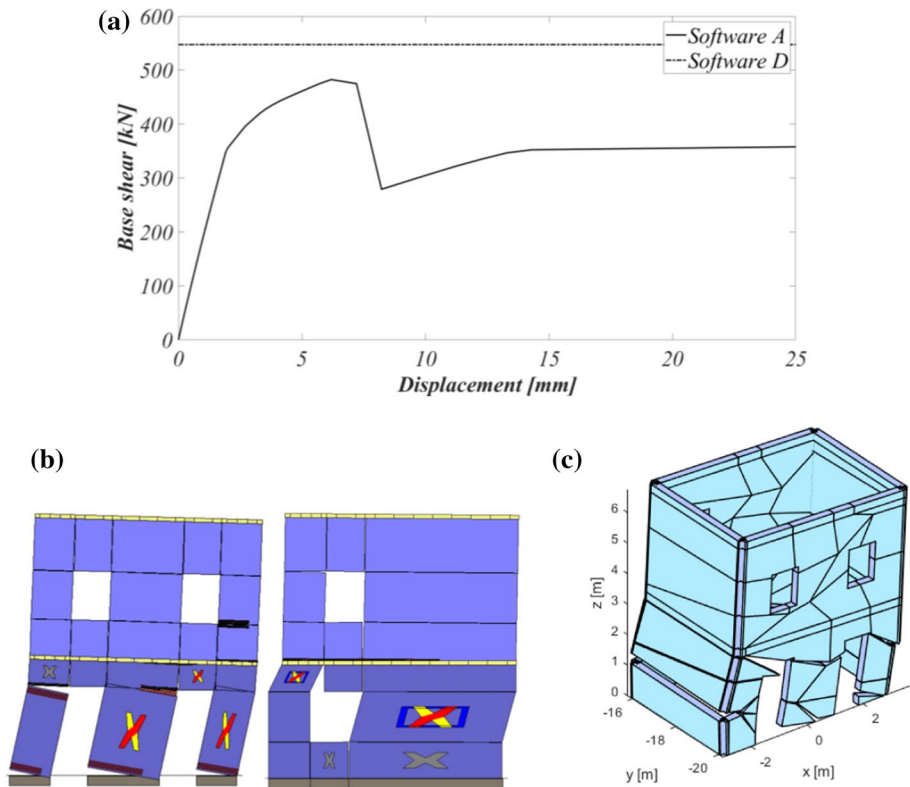 (a)
600
500
400
300
200
100
0
Base shear [kN]
Software A
Software D
0 5 10 15 20 25
Displacement [mm]
(b)
(c)
6
5
4
3
2
1
0
z [m]
-16
-18
-20
y [m]
-2
0
2
x [m]